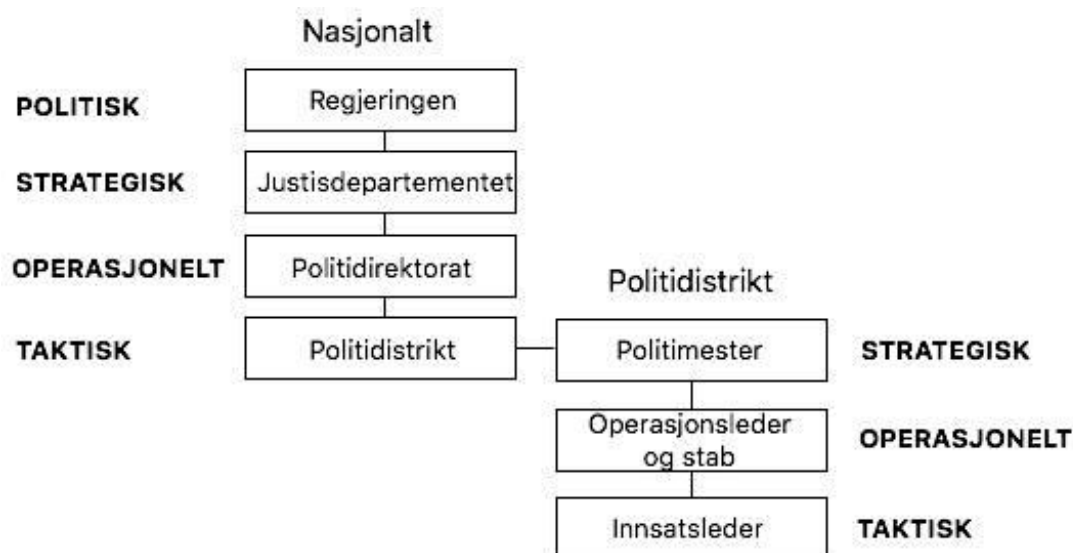 Nasjonalt
POLITISK
Regjeringen
STRATEGISK
Justisdepartementet
OPERASJONELT
Politidirektorat
Politidistrikt
TAKTISK
Politidistrikt
Politimester
STRATEGISK
Operasjonsleder
og stab
OPERASJONELT
Innsatsleder
TAKTISK